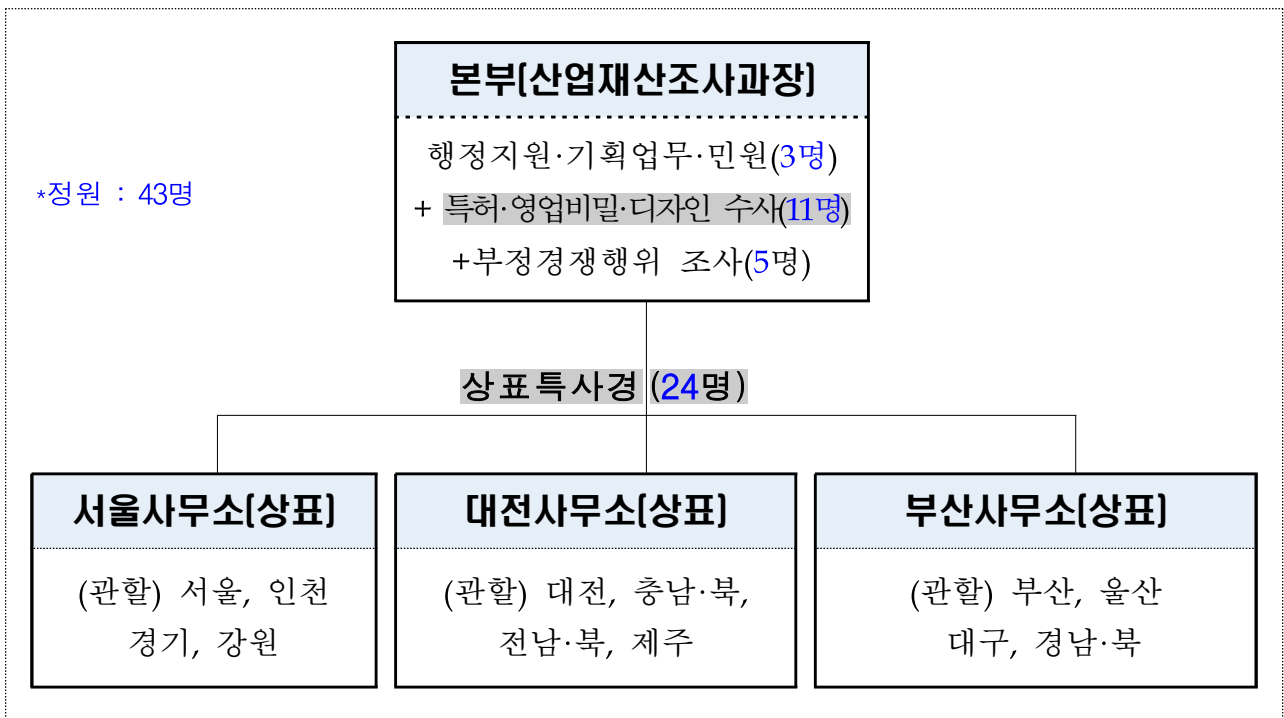 본부(산업재산조사과장)
행정지원·기획업무·민원(3명)
+ 특허·영업비밀·디자인 수사(11명)
+부정경쟁행위 조사(5명)
*정원 : 43명
상표특사경 (24명)
서울사무소(상표)
(관할) 서울, 인천
경기, 강원
대전사무소(상표)
(관할) 대전, 충남·북,
전남·북, 제주
부산사무소(상표)
(관할) 부산, 울산
대구, 경남·북